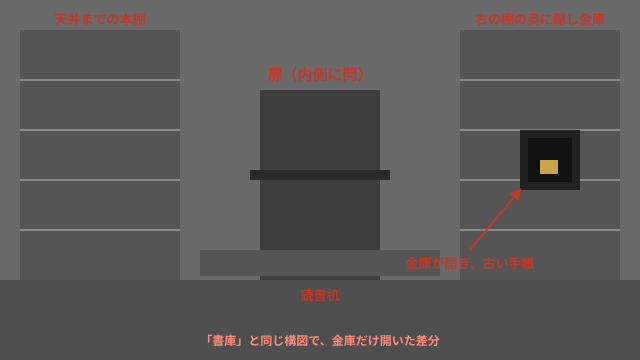 天井までの本棚
右の棚の奥に隠し金庫
扉（内側に閂）
金庫が開き、古い手帳
読書机
「書庫」と同じ構図で、金庫だけ開いた差分